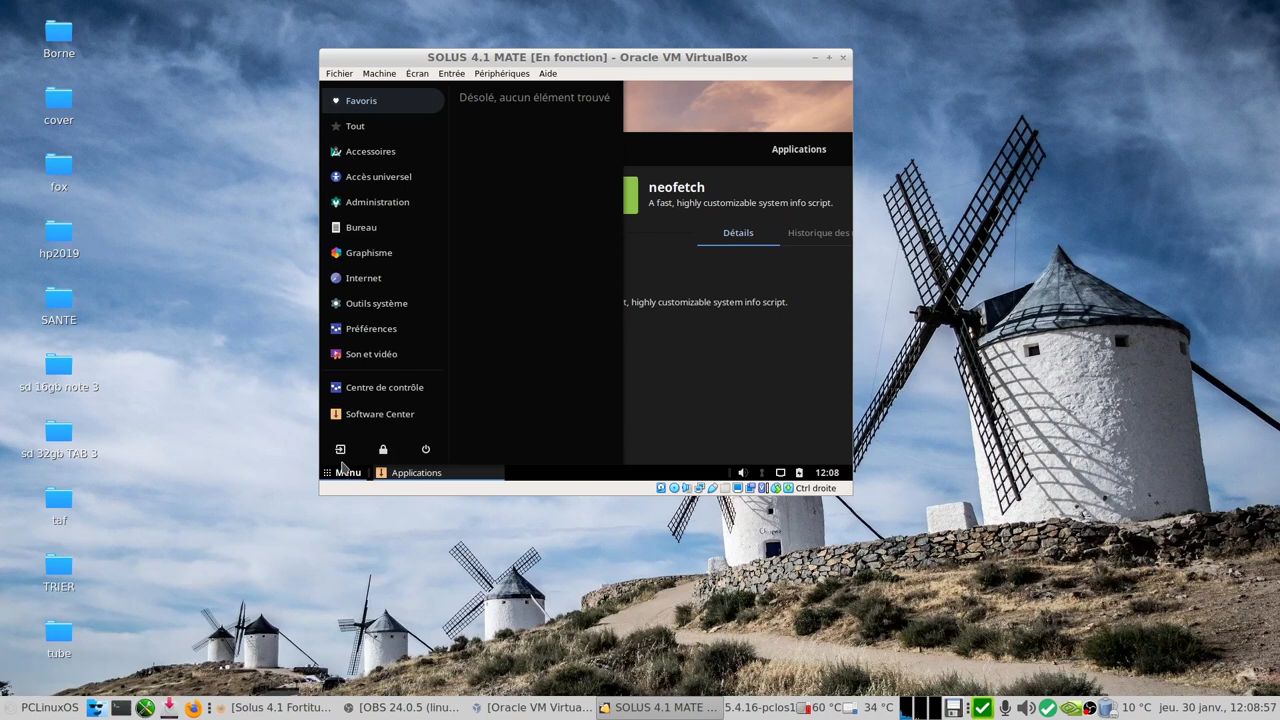 Borne
cover
fox
hp2019
SANTE
sd 16gb note 3
sd 32gb TAB 3
taf
TRIER
tube
SOLUS 4.1 MATE [En fonction] - Oracle VM VirtualBox
Fichier Machine Écran Entrée Périphériques Aide
Favoris
Tout
Accessoires
Accès universel
Administration
Bureau
Graphisme
Internet
Outils système
Préférences
Son et vidéo
Centre de contrôle
Software Center
Désolé, aucun élément trouvé
Applications
neofetch
A fast, highly customizable system info script.
Détails Historique des
t, highly customizable system info script.
Menu Applications 12:08
Ctrl droite
PCLinuxOS [Solus 4.1 Fortitu... [OBS 24.0.5 (linu... [Oracle VM Virtua... SOLUS 4.1 MATE ... 5.4.16-pclos 60 °C 34 °C 10 °C jeu. 30 janv., 12:08:57